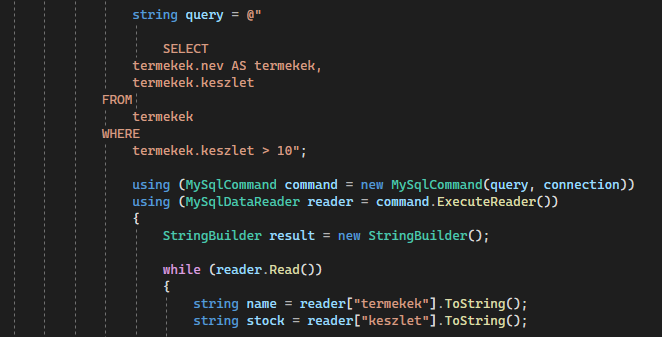 string query = @"
SELECT
termekek.nev AS termekek,
termekek.keszlet
FROM
termekek
WHERE
termekek.keszlet > 10";
using (MySqlCommand command = new MySqlCommand(query, connection))
using (MySqlDataReader reader = command.ExecuteReader())
{
StringBuilder result = new StringBuilder();
while (reader.Read())
{
string name = reader["termekek"].ToString();
string stock = reader["keszlet"].ToString();